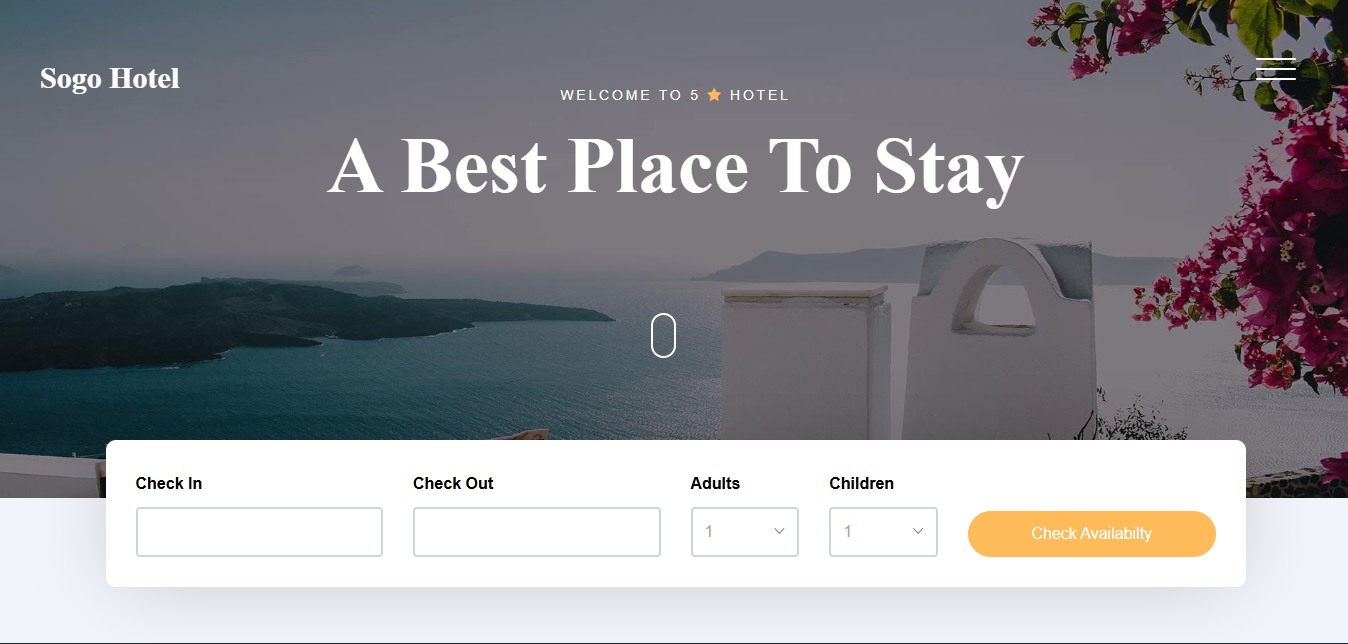 Sogo Hotel
WELCOME TO 5 ★ HOTEL
A Best Place To Stay
Check In
Check Out
Adults
Children
1
1
Check Availabilty